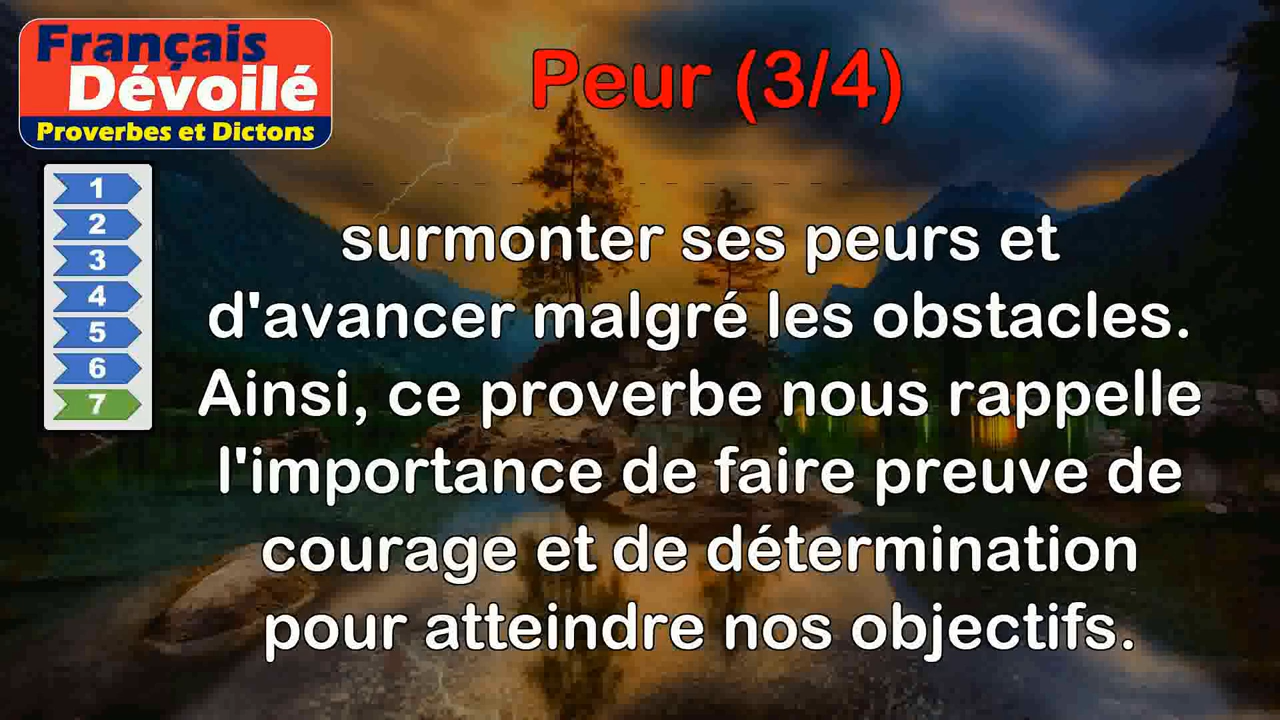 Français
Dévoilé
Proverbes et Dictons
Peur (3/4)
1
2
3
4
5
6
7
surmonter ses peurs et
d'avancer malgré les obstacles.
Ainsi, ce proverbe nous rappelle
l'importance de faire preuve de
courage et de détermination
pour atteindre nos objectifs.